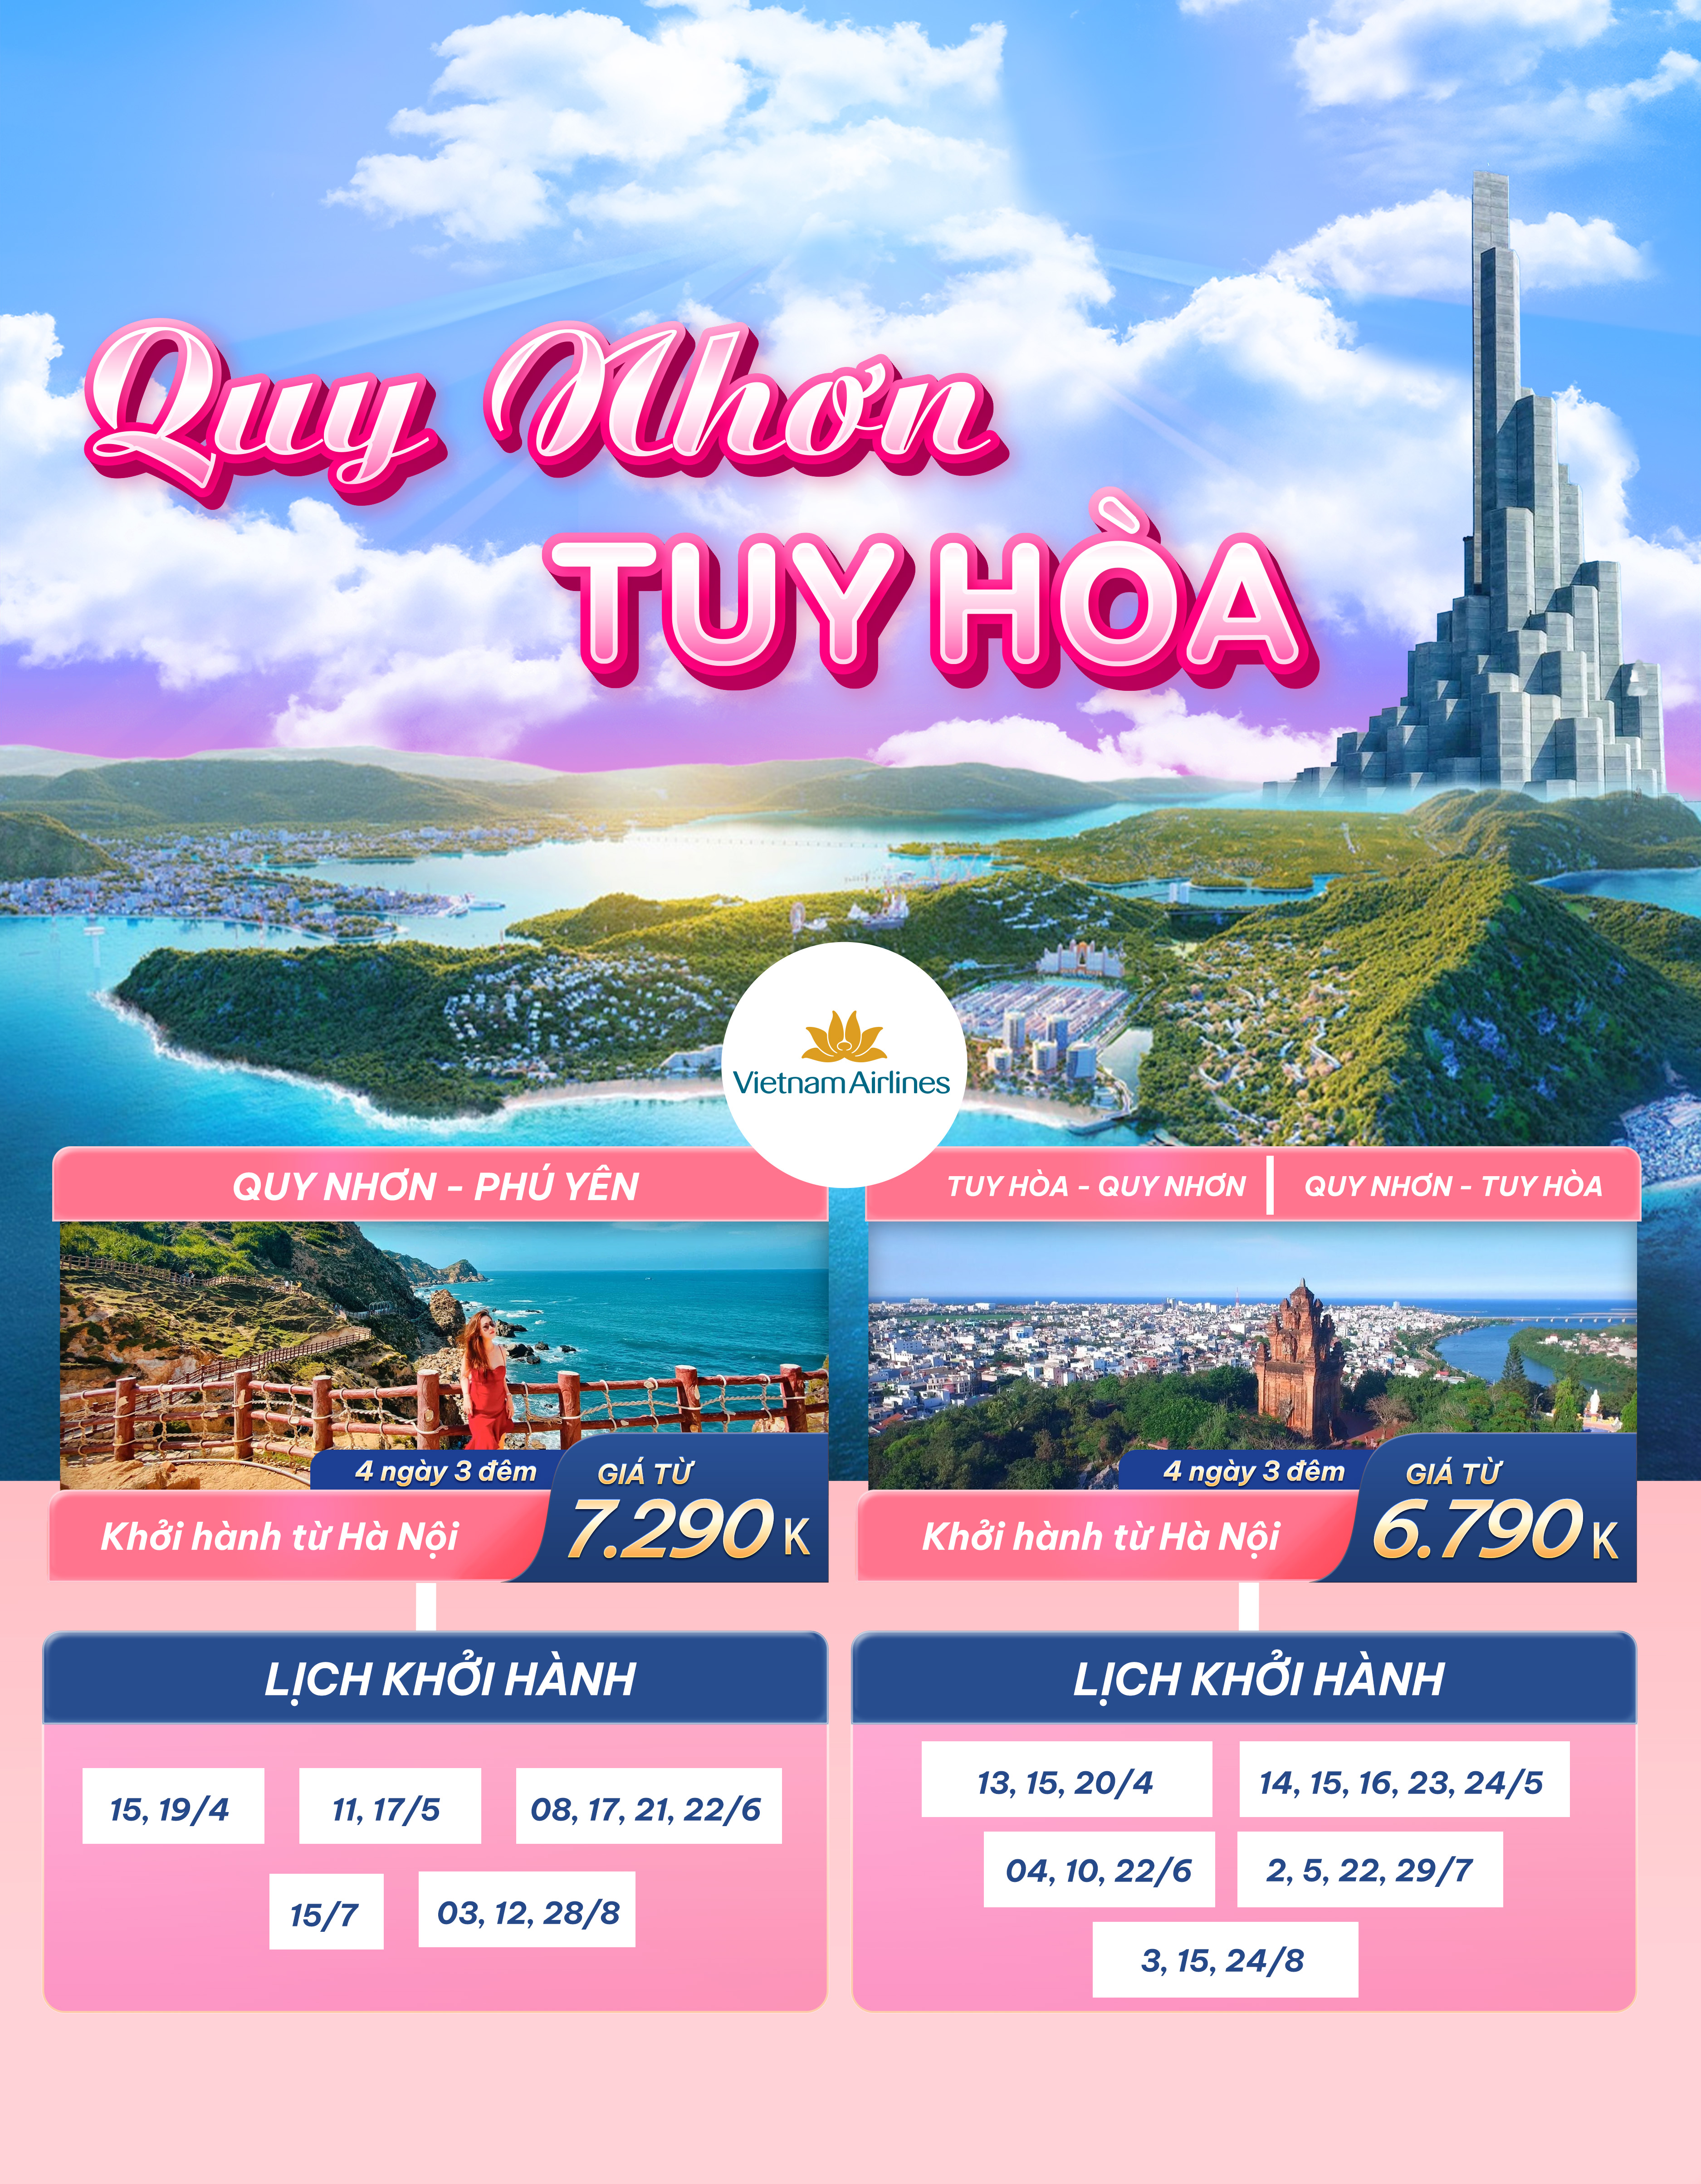 Quy Nhơn
TUY HÒA
Vietnam Airlines
QUY NHƠN - PHÚ YÊN
4 ngày 3 đêm
GIÁ TỪ
7.290 K
Khởi hành từ Hà Nội
LỊCH KHỞI HÀNH
15, 19/4
11, 17/5
08, 17, 21, 22/6
15/7
03, 12, 28/8
TUY HÒA - QUY NHƠN
QUY NHƠN - TUY HÒA
4 ngày 3 đêm
GIÁ TỪ
6.790 K
Khởi hành từ Hà Nội
LỊCH KHỞI HÀNH
13, 15, 20/4
14, 15, 16, 23, 24/5
04, 10, 22/6
2, 5, 22, 29/7
3, 15, 24/8